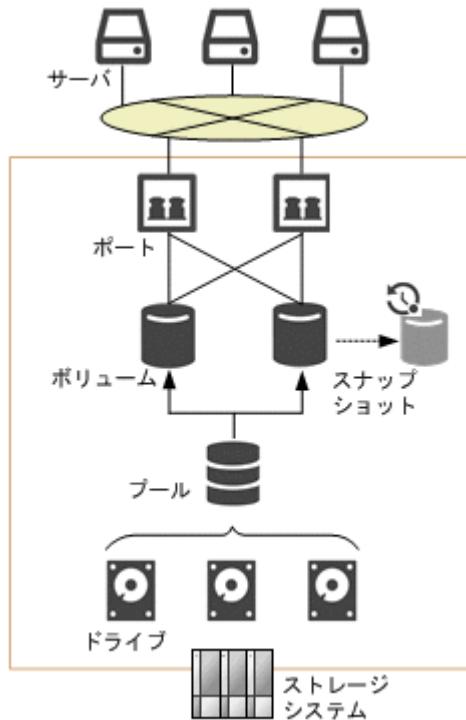 サーバ
ポート
ボリューム
スナップ
ショット
プール
ドライブ
ストレージ
システム